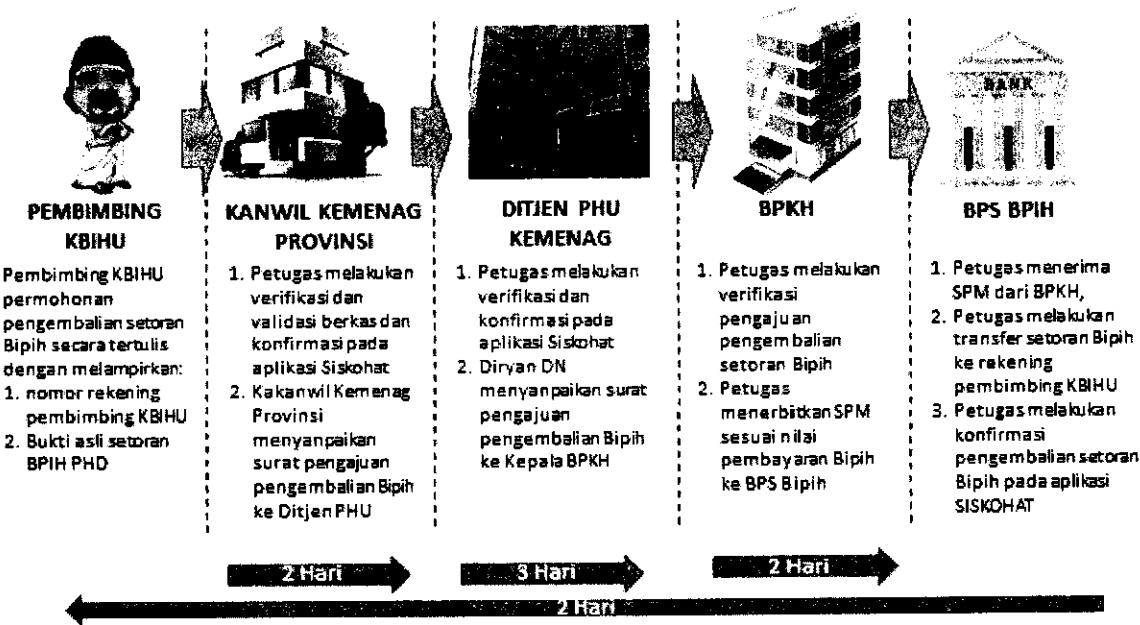 BANK
PEMBIMBING
KBIHU
Pembimbing KBIHU
permohonan
pengembalian setoran
Bipih secara tertulis
dengan melampirkan:
1. nomor rekening
pembimbing KBIHU
2. Bukti asli setoran
BPIH PHD
KANWIL KEMENAG
PROVINSI
1. Petugas melakukan
verifikasi dan
validasi berkas dan
konfirmasi pada
aplikasi Siskohat
2. Kakanwil Kemenag
Provinsi
menyanpaikan
surat pengajuan
pengembalian Bipih
ke Ditjen PHU
DITJEN PHU
KEMENAG
1. Petugas melakukan
verifikasi dan
konfirmasi pada
aplikasi Siskohat
2. Diryan DN
menyanpaikan surat
pengajuan
pengembalian Bipih
ke Kepala BPKH
BPKH
1. Petugas melakukan
verifikasi
pengajuan
pengembalian
setoran Bipih
2. Petugas
menerbitkan SPM
sesuai nilai
pembayaran Bipih
ke BPS Bipih
BPS BPIH
1. Petugas menerima
SPM dari BPKH,
2. Petugas melakukan
transfer setoran Bipih
ke rekening
pembimbing KBIHU
3. Petugas melakukan
konfirmasi
pengembalian setoran
Bipih pada aplikasi
SISKOHAT
2 Hari
3 Hari
2 Hari
2 Hari